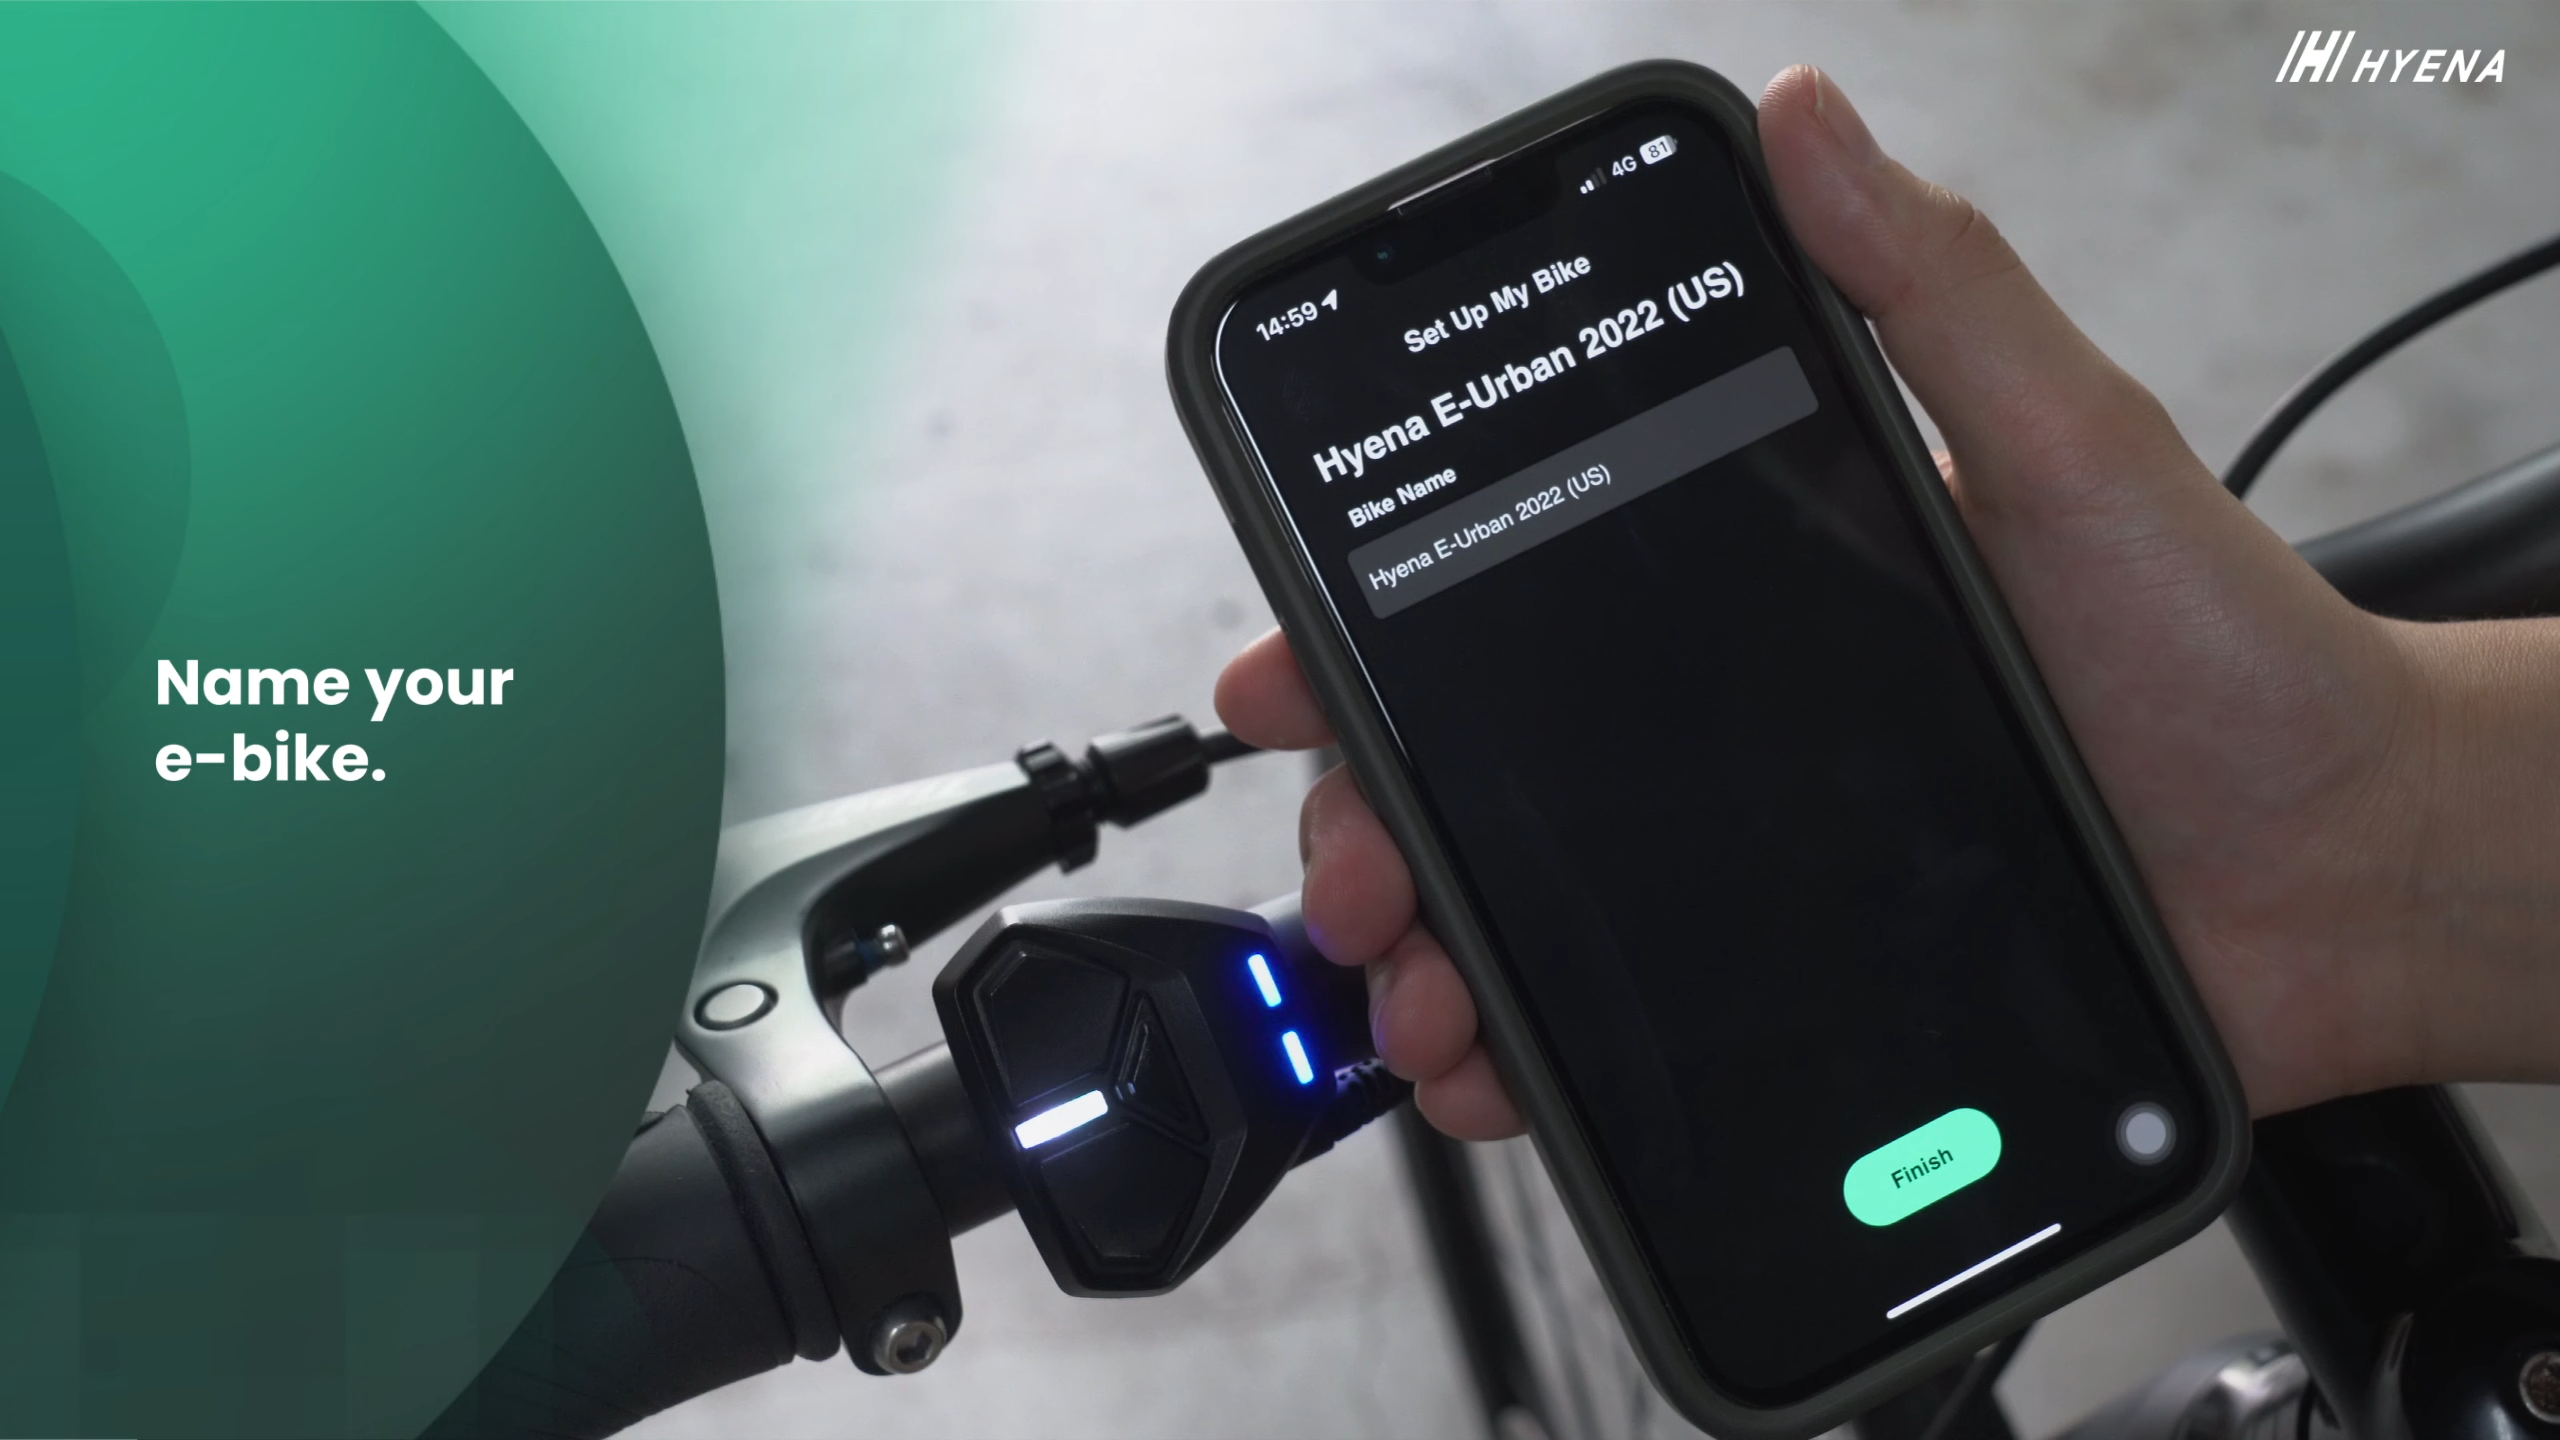 HYENA
14:59
4G 81
Set Up My Bike
Hyena E-Urban 2022 (US)
Bike Name
Hyena E-Urban 2022 (US)
Finish
Name your
e-bike.